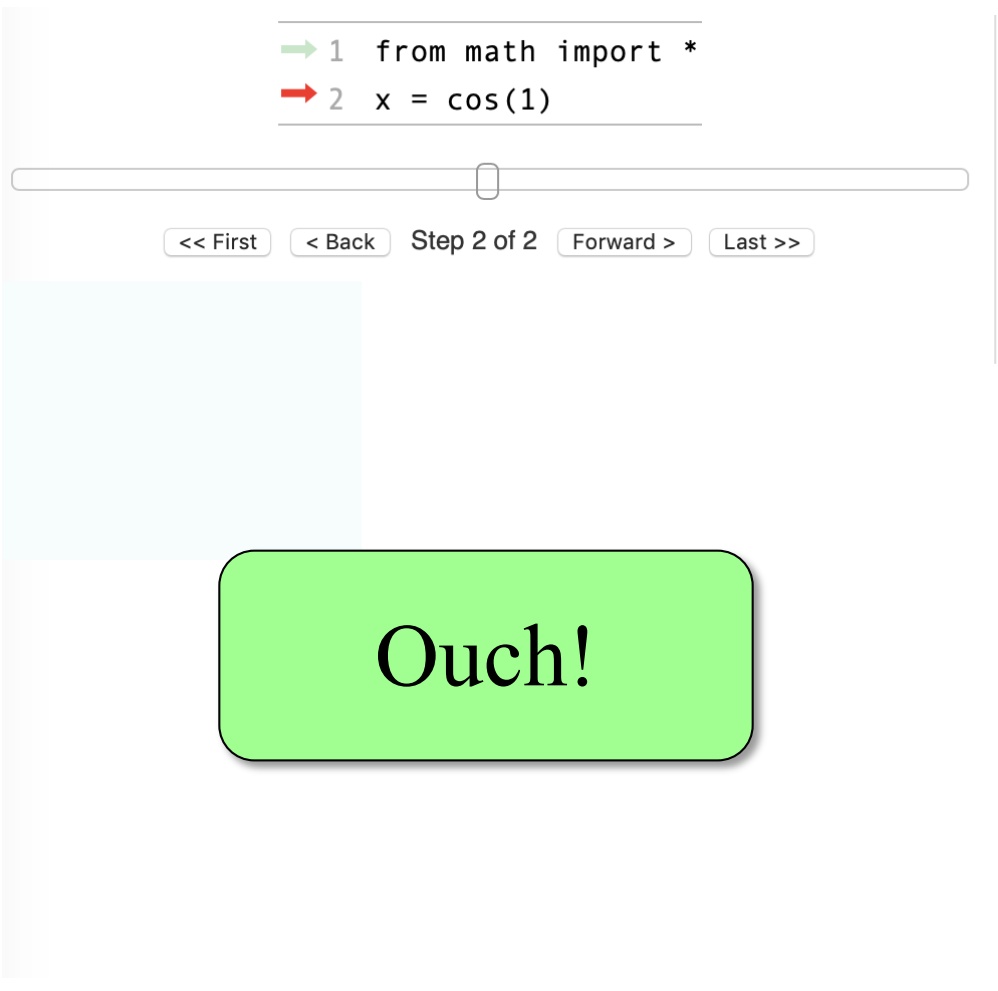 1 from math import *
2 x = cos(1)
<< First < Back Step 2 of 2 Forward > Last >>
Ouch!